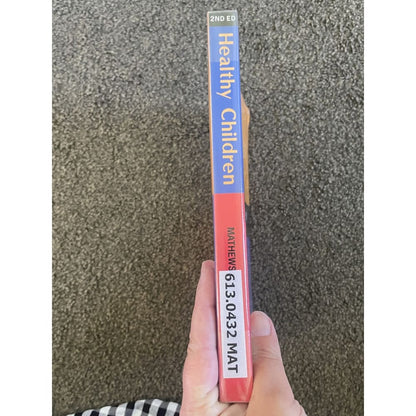 2ND ED
Healthy Children
MATHEWS
613.0432 MAT